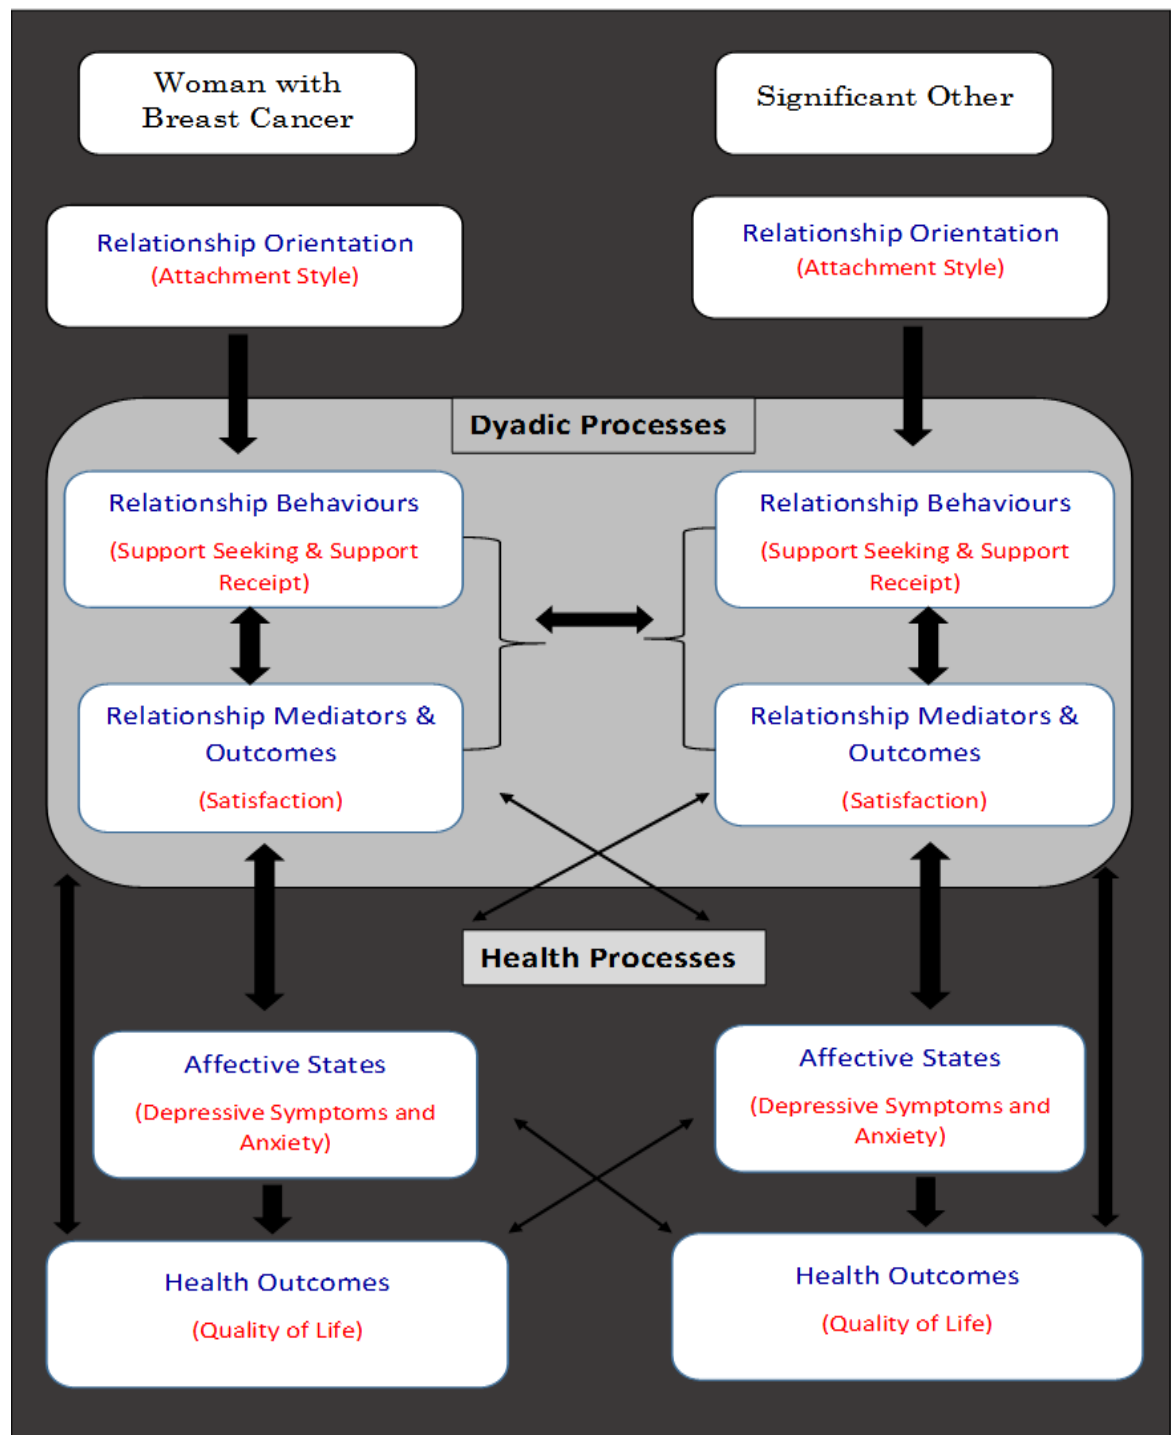 Woman with
Breast Cancer
Significant Other
Relationship Orientation
(Attachment Style)
Relationship Orientation
(Attachment Style)
Dyadic Processes
Relationship Behaviours
(Support Seeking & Support
Receipt)
Relationship Behaviours
(Support Seeking & Support
Receipt)
Relationship Mediators &
Outcomes
(Satisfaction)
Relationship Mediators &
Outcomes
(Satisfaction)
Health Processes
Affective States
(Depressive Symptoms and
Anxiety)
Affective States
(Depressive Symptoms and
Anxiety)
Health Outcomes
(Quality of Life)
Health Outcomes
(Quality of Life)